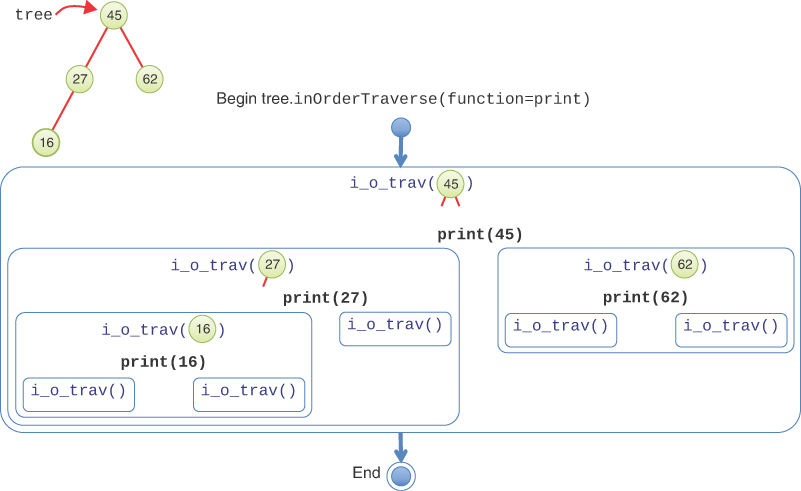 tree
45
27
62
16
Begin tree.inOrderTraverse(function=print)
i_o_trav(45)
print(45)
i_o_trav(27)
i_o_trav(62)
print(27)
print(62)
i_o_trav(16)
i_o_trav()
i_o_trav()
i_o_trav()
print(16)
i_o_trav()
i_o_trav()
End